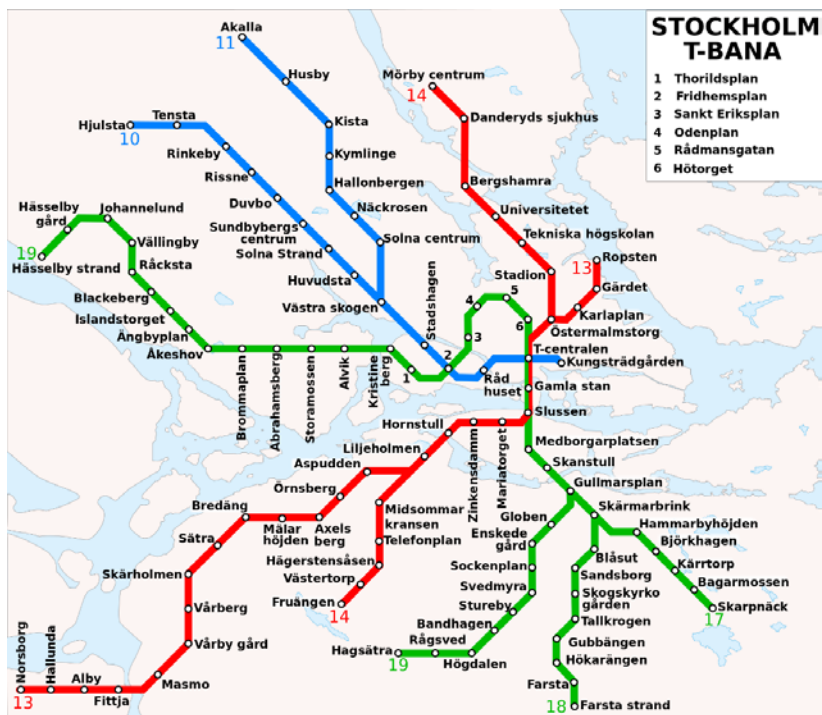 STOCKHOLM
T-BANA
1 Thorildsplan
2 Fridhemsplan
3 Sankt Eriksplan
4 Odenplan
5 Rådmansgatan
6 Hötorget
Akalla
11
Husby
Mörby centrum
14
Danderyds sjukhus
Hjulsta
10
Tensta
Kista
Rinkeby
Kymlinge
Rissne
Hallonbergen
Bergshamra
Duvbo
Näckrosen
Universitetet
Sundbybergs
centrum
Solna centrum
Tekniska högskolan
Solna Strand
Stadion
13
Ropsten
Huvudsta
Gärdet
Västra skogen
Karlaplan
Östermalmstorg
Hässelby
gård
Johannelund
19
Hässelby strand
Vällingby
Råcksta
Blackeberg
Islandstorget
Ängbyplan
Åkeshov
Brommaplan
Abrahamsberg
Storamossen
Alvik
Kristine
berg
1
2
3
4
5
6
Stadshagen
Råd
huset
T-centralen
Kungsträdgården
Gamla stan
Slussen
Hornstull
Zinkensdamm
Mariatorget
Liljeholmen
Aspudden
Örnsberg
Axels
berg
Mälar
höjden
Bredäng
Sätra
Skärholmen
Vårberg
Vårby gård
Masmo
Fittja
Alby
Hallunda
Norsborg
13
Midsommar
kransen
Telefonplan
Hägerstensåsen
Västertorp
Fruängen
14
Medborgarplatsen
Skanstull
Gullmarsplan
Skärmarbrink
Hammarbyhöjden
Björkhagen
Kärrtorp
Bagarmossen
Skarpnäck
17
Globen
Enskede
gård
Sockenplan
Svedmyra
Stureby
Bandhagen
Högdalen
Rågsved
Hagsätra
19
Blåsut
Sandsborg
Skogskyrko
gården
Tallkrogen
Gubbängen
Hökarängen
Farsta
Farsta strand
18